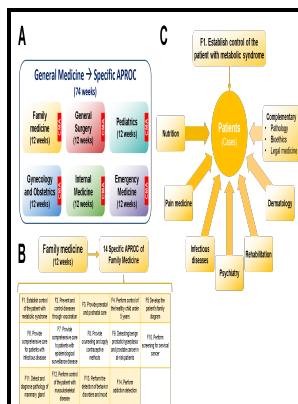 A
General Medicine → Specific APROC
(74 weeks)
Family
medicine
(12 weeks)
CMA
General
Surgery
(12 weeks)
CMA
Pediatrics
(12 weeks)
CMA
Gynecology
and Obstetrics
(12 weeks)
CMA
Internal
Medicine
(12 weeks)
CMA
Emergency
Medicine
(12 weeks)
CMA
B
Family medicine
(12 weeks)
14 Specific APROC of
Family Medicine
F1. Establish control
of the patient with
metabolic syndrome
F2. Prevent and
control diseases
through vaccination
F3. Provide prenatal
and postnatal care
F4. Perform control of
the healthy child under
5 years
F5. Develop the
patient's family
diagram
F6. Provide
comprehensive care
for patients with
infectious disease
F7. Provide
comprehensive care
to patients with
epidemiological
surveillance disease
F8. Provide
counseling and apply
contraceptive
methods
F9. Detecting benign
prostatic hyperplasia
and prostate cancer in
at-risk patients
F10. Perform
screening for cervical
cancer
F11. Detect and
diagnose pathology of
mammary gland
F12. Perform control
of patient with
musculoskeletal
disease
F13. Perform the
detection of behavior
disorders and mood
F14. Perform
addiction detection
C
F1. Establish control of the
patient with metabolic syndrome
Patients
(Cases)
Nutrition
Complementary
• Pathology
• Bioethics
• Legal medicine
Pain medicine
Dermatology
Infectious
diseases
Psychiatry
Rehabilitation